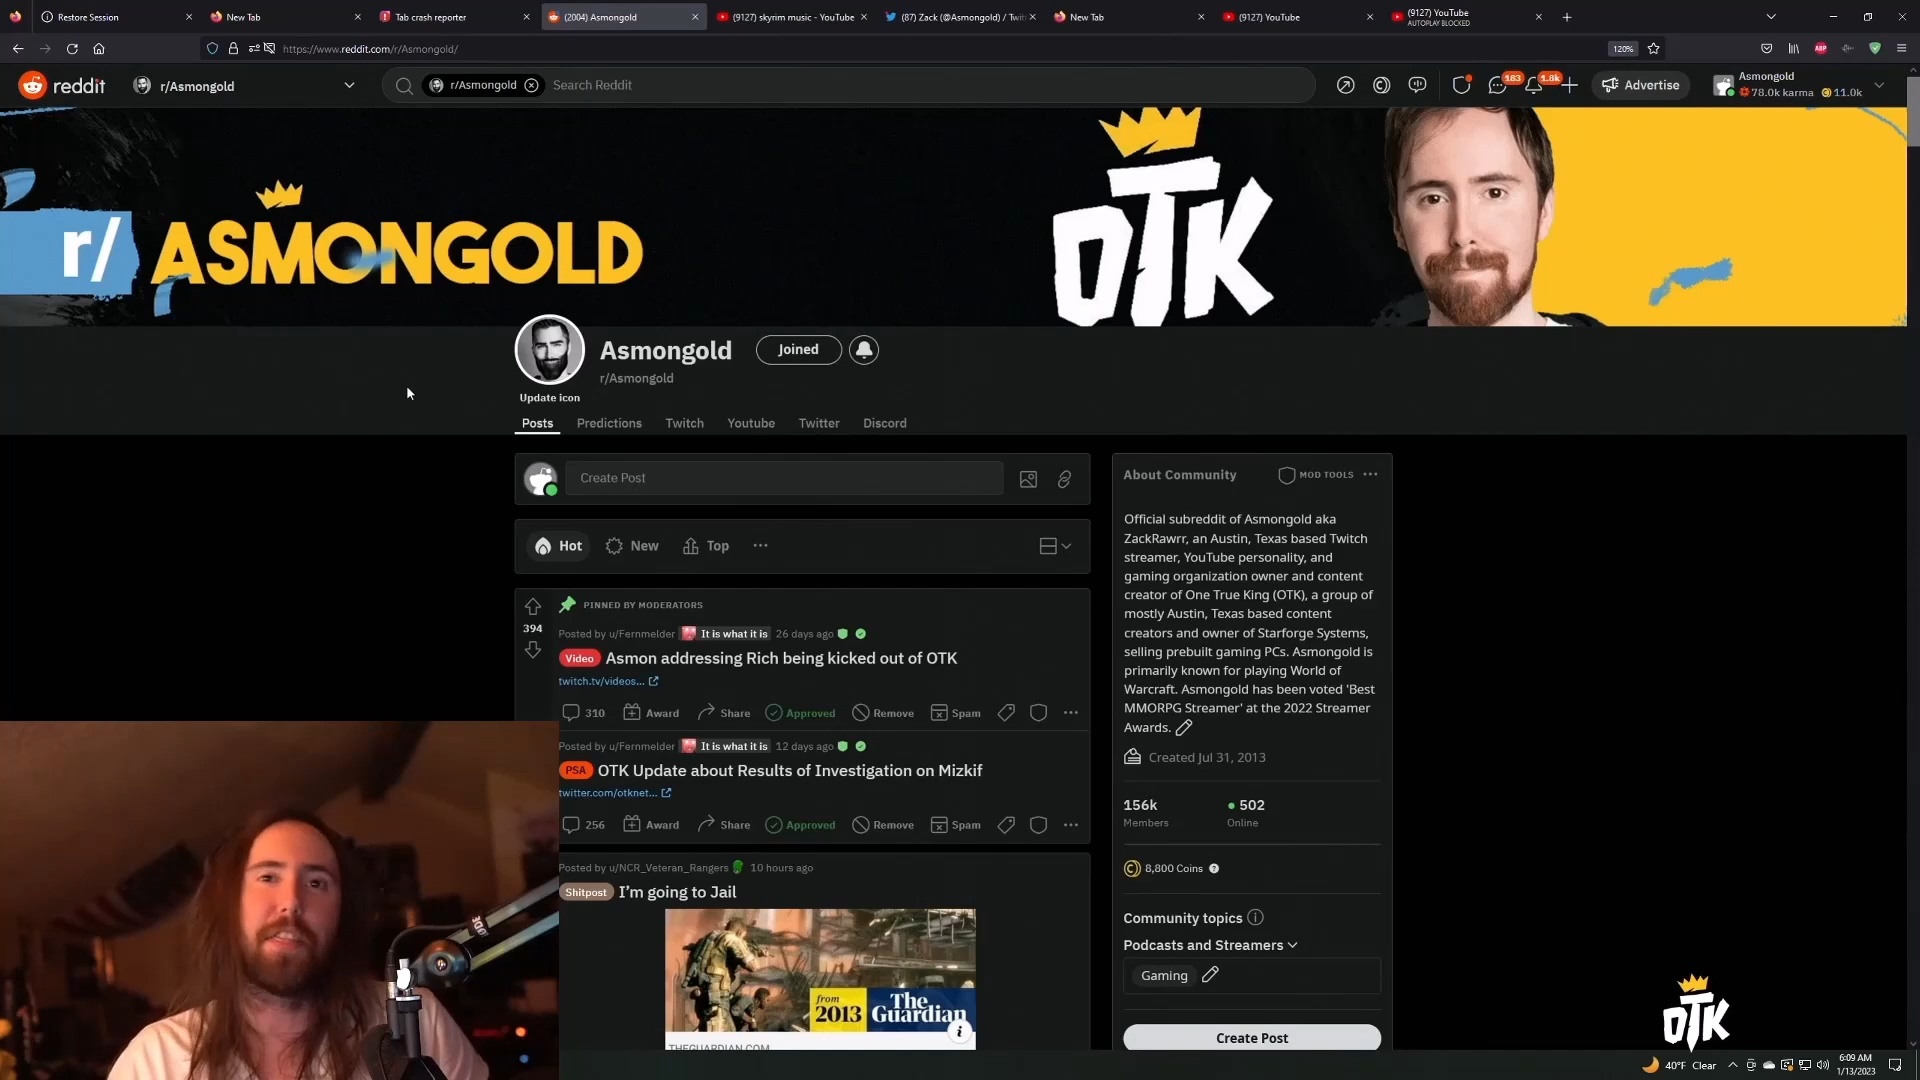 Restore Session
New Tab
Tab crash reporter
(2004) Asmongold
(9127) skyrim music - YouTube
(87) Zack (@Asmongold) / Twit
New Tab
(9127) YouTube
(9127) YouTube
AUTOPLAY BLOCKED
https://www.reddit.com/r/Asmongold/
120%
ABP
reddit
r/Asmongold
r/Asmongold
Search Reddit
183
1.8k
Advertise
Asmongold
78.0k karma
11.0k
r/ ASMONGOLD
OTK
Asmongold
Joined
r/Asmongold
Update icon
Posts
Predictions
Twitch
Youtube
Twitter
Discord
Create Post
Hot
New
Top
PINNED BY MODERATORS
394
Posted by u/Fernmelder It is what it is 26 days ago
Video Asmon addressing Rich being kicked out of OTK
twitch.tv/videos...
310 Award Share Approved Remove Spam
Posted by u/Fernmelder It is what it is 12 days ago
PSA OTK Update about Results of Investigation on Mizkif
twitter.com/otknet...
256 Award Share Approved Remove Spam
Posted by u/NCR_Veteran_Rangers 10 hours ago
Shitpost I'm going to Jail
from
2013
The
Guardian
THEGUARDIAN.COM
About Community
MOD TOOLS
Official subreddit of Asmongold aka
ZackRawrr, an Austin, Texas based Twitch
streamer, YouTube personality, and
gaming organization owner and content
creator of One True King (OTK), a group of
mostly Austin, Texas based content
creators and owner of Starforge Systems,
selling prebuilt gaming PCs. Asmongold is
primarily known for playing World of
Warcraft. Asmongold has been voted 'Best
MMORPG Streamer' at the 2022 Streamer
Awards.
Created Jul 31, 2013
156k
Members
502
Online
8,800 Coins
Community topics
Podcasts and Streamers
Gaming
Create Post
RODE
OTK
40°F Clear
6:09 AM
1/13/2023